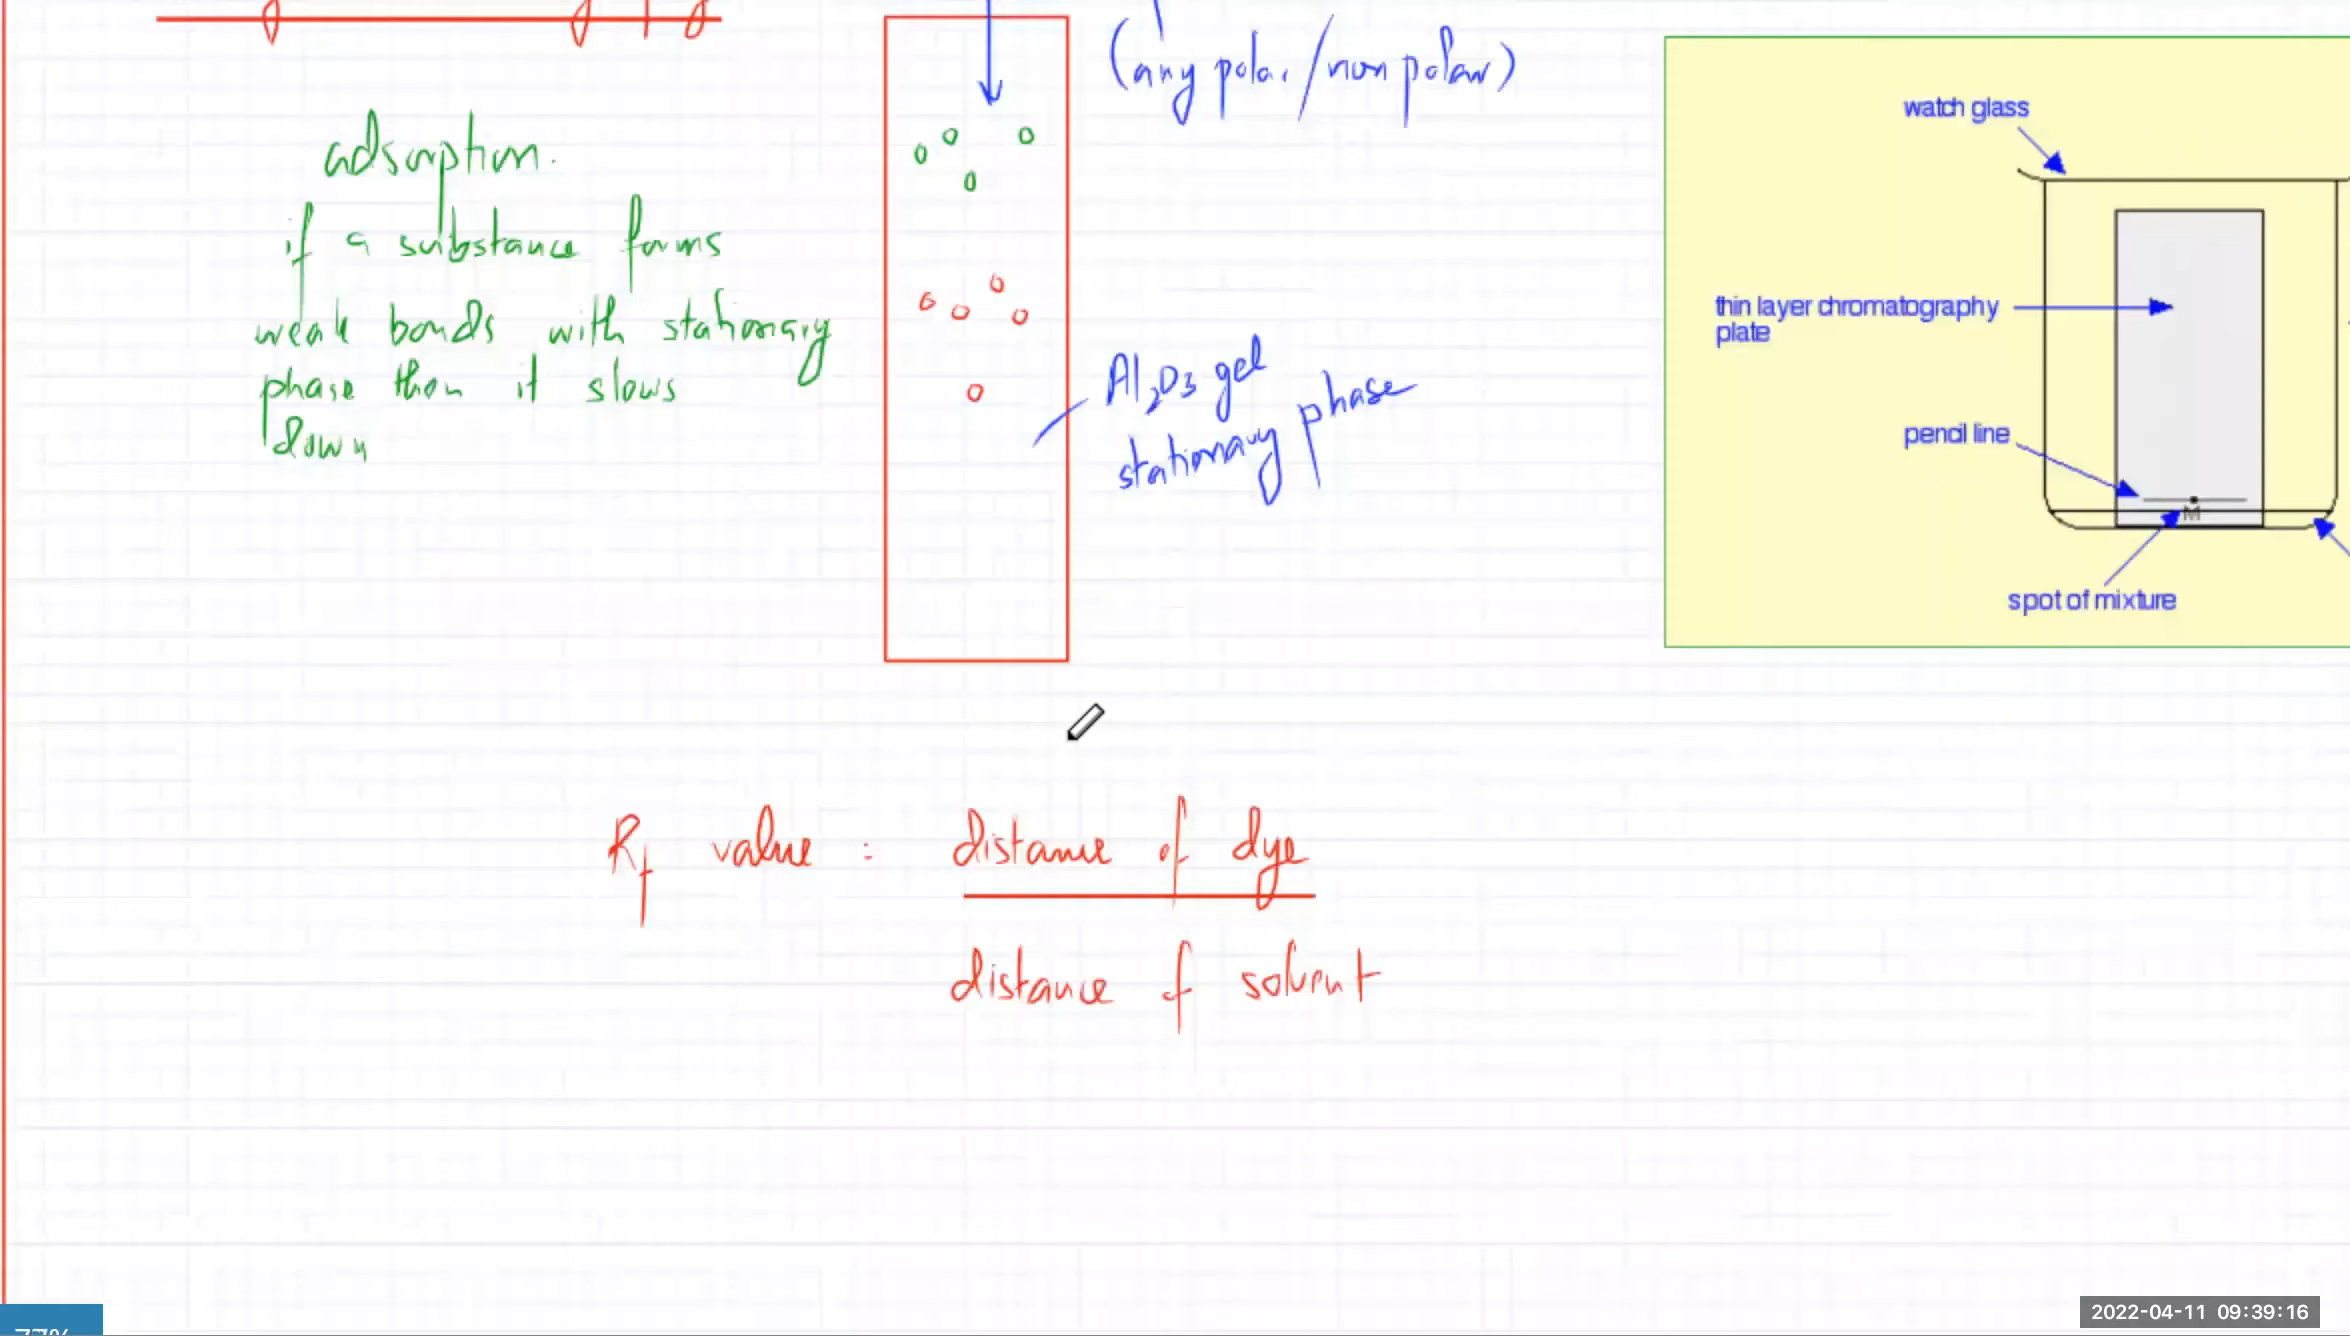 (any polar/non polar)
adsorption.
if a substance forms
weak bonds with stationary
phase then it slows
down
Al2O3 gel
stationary phase
watch glass
thin layer chromatography
plate
pencil line
M
spot of mixture
Rf value : distance of dye
distance of solvent
2022-04-11 09:39:16